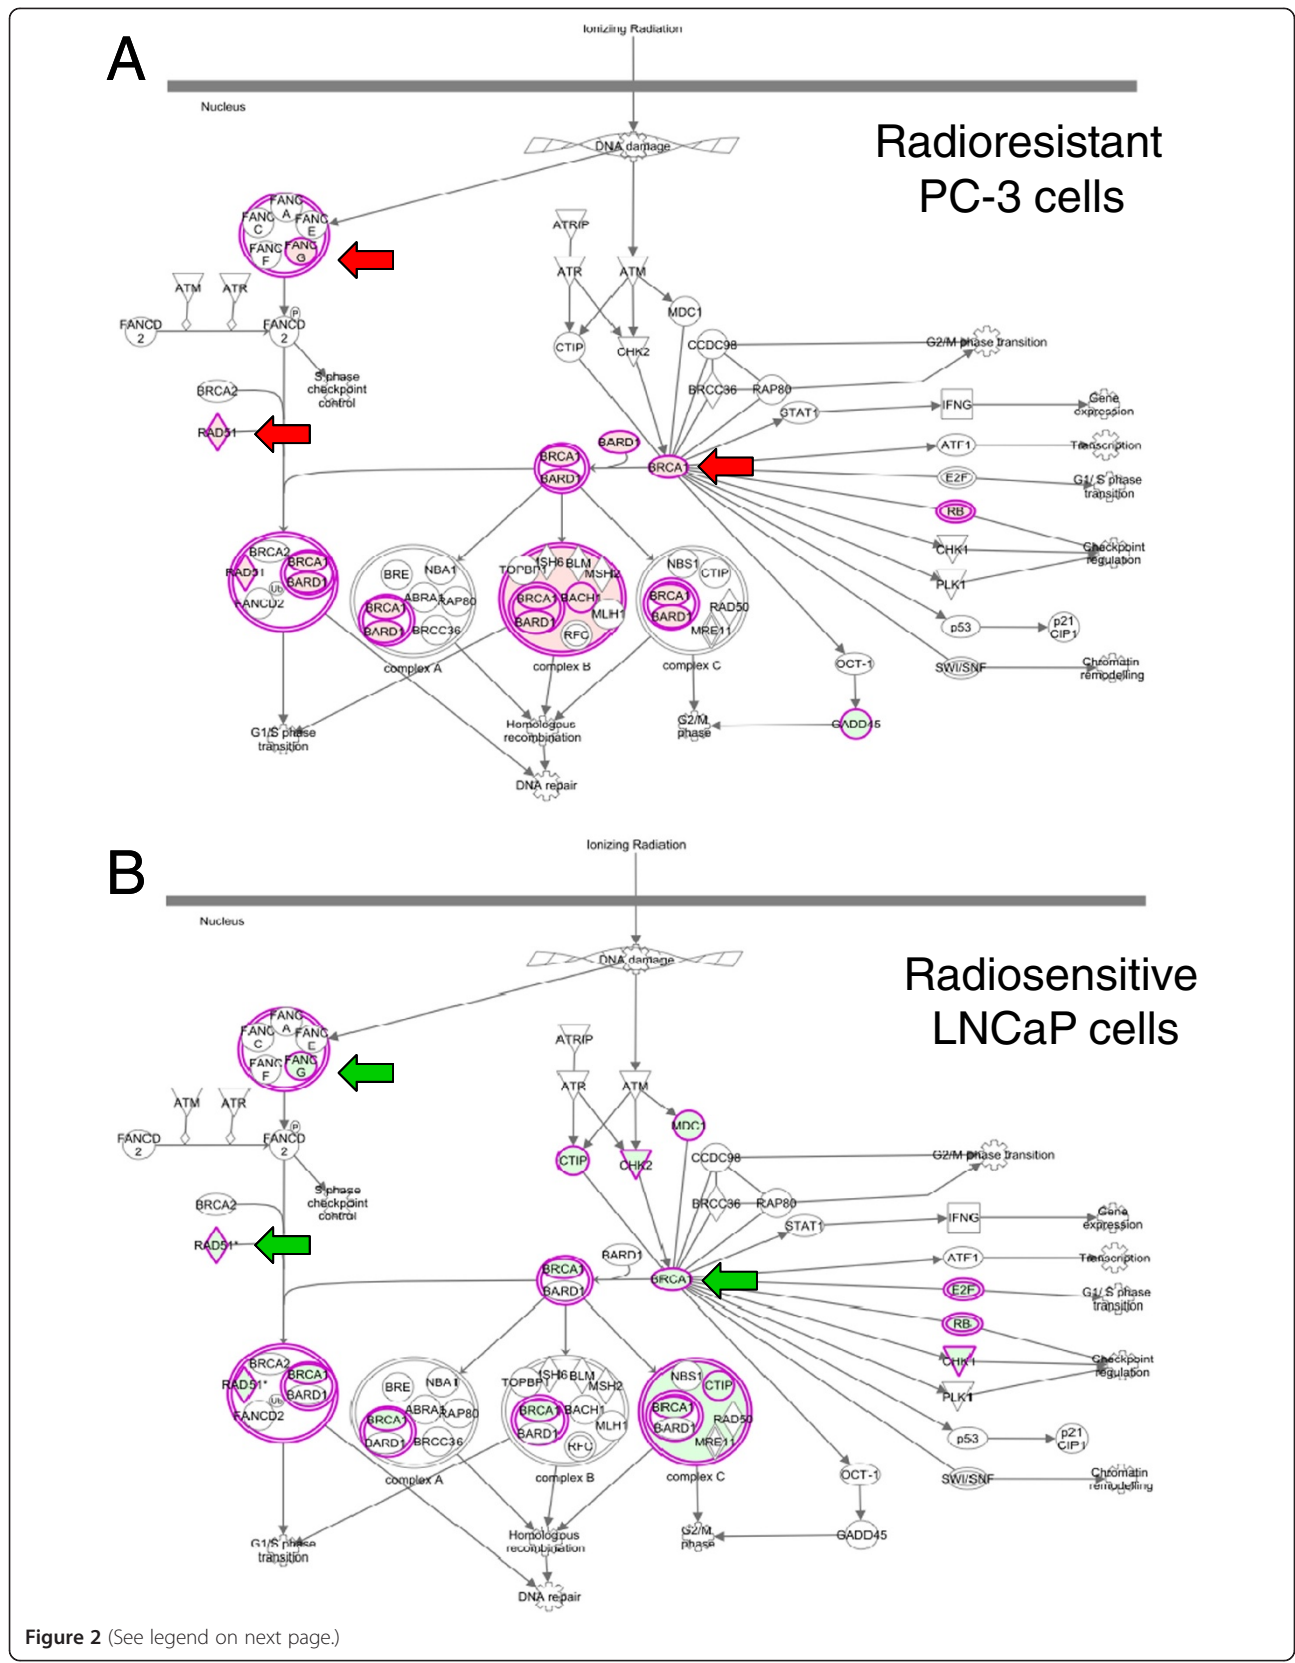 A
Ionizing Radiation
Nucleus
DNA damage
Radioresistant
PC-3 cells
FANC
A
FANC
C
FANC
E
FANC
F
FANC
G
ATRIP
ATM
ATR
ATR
ATM
MDC1
FANCD
2
FANCD
2
P
CTIP
CHK2
CCDC98
G2/M phase transition
S phase
checkpoint
control
BRCA2
BRCC36
RAP80
STAT1
IFNG
Gene
expression
RAD51
BARD1
BRCA1
BARD1
BRCA1
ATF1
Transcription
E2F
G1/S phase
transition
RB
CHK1
Checkpoint
regulation
PLK1
BRCA2
RAD51
BRCA1
BARD1
Ub
FANCD2
BRE
NBA1
BRCA1
RAP80
BARD1
BRCC36
complex A
BLM
MSH2
BRCA1
BACH1
BARD1
MLH1
RFC
complex B
NBS1
CTIP
BRCA1
RAD50
BARD1
MRE11
complex C
p53
p21
CIP1
OCT-1
SWI/SNF
Chromatin
remodelling
G1/S phase
transition
Homologous
recombination
G2/M
phase
GADD45
DNA repair
B
Ionizing Radiation
Nucleus
DNA damage
Radiosensitive
LNCaP cells
FANC
A
FANC
C
FANC
E
FANC
F
FANC
G
ATRIP
ATM
ATR
ATR
ATM
MDC1
FANCD
2
FANCD
2
P
CTIP
CHK2
CCDC98
G2/M phase transition
S phase
checkpoint
control
BRCA2
BRCC36
RAP80
STAT1
IFNG
Gene
expression
RAD51*
BARD1
BRCA1
BARD1
BRCA1
ATF1
Transcription
E2F
G1/S phase
transition
RB
CHK1
Checkpoint
regulation
PLK1
BRCA2
RAD51*
BRCA1
BARD1
Ub
FANCD2
BRE
NBA1
BRCA1
RAP80
BARD1
BRCC36
complex A
BLM
MSH2
BRCA1
BACH1
BARD1
MLH1
RFC
complex B
NBS1
CTIP
BRCA1
RAD50
BARD1
MRE11
complex C
p53
p21
CIP1
OCT-1
SWI/SNF
Chromatin
remodelling
G1/S phase
transition
Homologous
recombination
G2/M
phase
GADD45
DNA repair
Figure 2 (See legend on next page.)